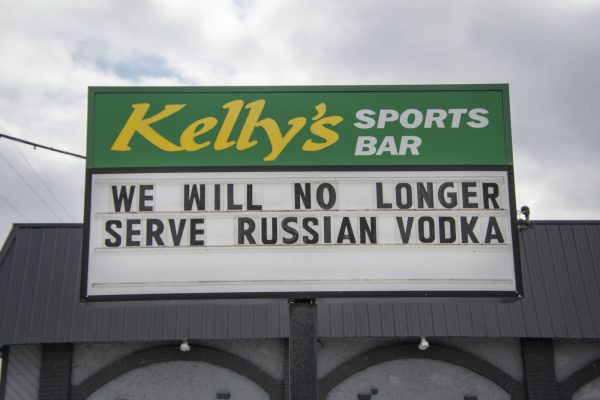 Kelly's SPORTS
BAR
WE WILL NO LONGER
SERVE RUSSIAN VODKA